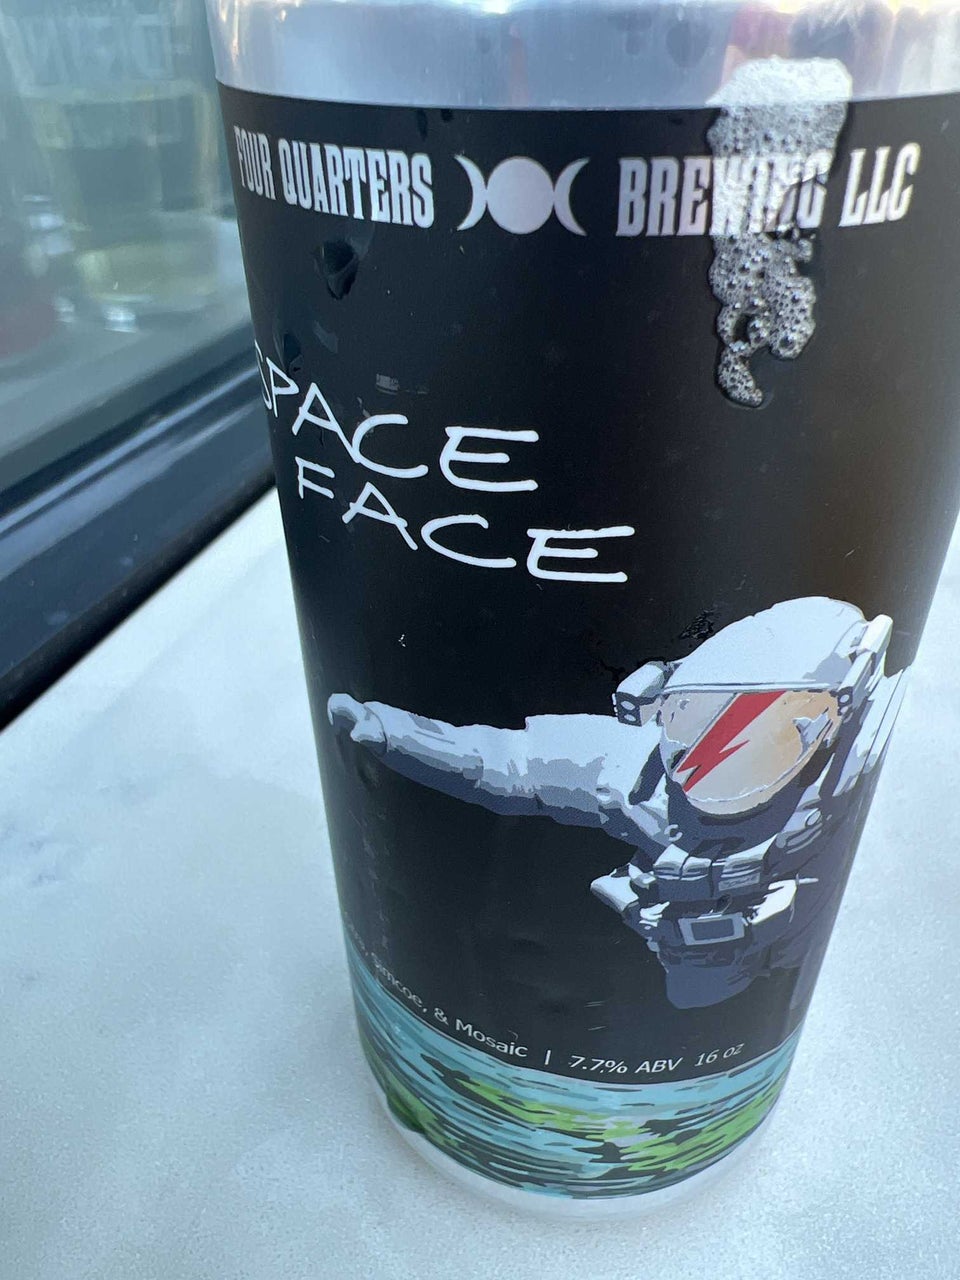 FOUR QUARTERS BREWING LLC
SPACE
FACE
simcoe, & Mosaic | 7.7% ABV 16 oz